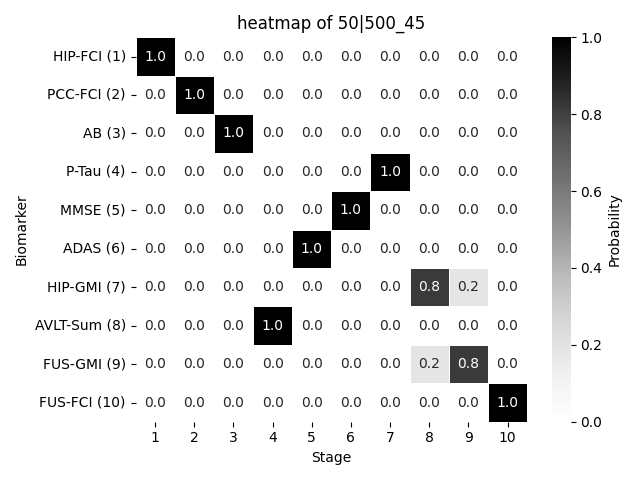 heatmap of 50|500_45
HIP-FCI (1) 1.0 0.0 0.0 0.0 0.0 0.0 0.0 0.0 0.0 0.0
PCC-FCI (2) 0.0 1.0 0.0 0.0 0.0 0.0 0.0 0.0 0.0 0.0
AB (3) 0.0 0.0 1.0 0.0 0.0 0.0 0.0 0.0 0.0 0.0
P-Tau (4) 0.0 0.0 0.0 0.0 0.0 0.0 1.0 0.0 0.0 0.0
MMSE (5) 0.0 0.0 0.0 0.0 0.0 1.0 0.0 0.0 0.0 0.0
ADAS (6) 0.0 0.0 0.0 0.0 1.0 0.0 0.0 0.0 0.0 0.0
HIP-GMI (7) 0.0 0.0 0.0 0.0 0.0 0.0 0.0 0.8 0.2 0.0
AVLT-Sum (8) 0.0 0.0 0.0 1.0 0.0 0.0 0.0 0.0 0.0 0.0
FUS-GMI (9) 0.0 0.0 0.0 0.0 0.0 0.0 0.0 0.2 0.8 0.0
FUS-FCI (10) 0.0 0.0 0.0 0.0 0.0 0.0 0.0 0.0 0.0 1.0
1 2 3 4 5 6 7 8 9 10
Stage
Biomarker
1.0
0.8
0.6
0.4
0.2
0.0
Probability